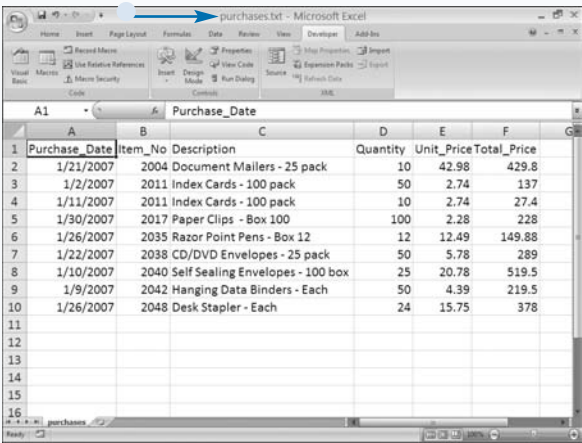 purchases.txt - Microsoft Excel
Home Insert Page Layout Formulas Data Review View Developer Add-Ins
Visual Basic
Macros
Record Macro
Use Relative References
Macro Security
Code
Insert
Design Mode
Properties
View Code
Run Dialog
Controls
Source
Map Properties
Expansion Packs
Refresh Data
Import
Export
XML
A1 fx Purchase_Date
A B C D E F G
1 Purchase_Date Item_No Description Quantity Unit_Price Total_Price
2 1/21/2007 2004 Document Mailers - 25 pack 10 42.98 429.8
3 1/2/2007 2011 Index Cards - 100 pack 50 2.74 137
4 1/11/2007 2011 Index Cards - 100 pack 10 2.74 27.4
5 1/30/2007 2017 Paper Clips - Box 100 100 2.28 228
6 1/26/2007 2035 Razor Point Pens - Box 12 12 12.49 149.88
7 1/22/2007 2038 CD/DVD Envelopes - 25 pack 50 5.78 289
8 1/10/2007 2040 Self Sealing Envelopes - 100 box 25 20.78 519.5
9 1/9/2007 2042 Hanging Data Binders - Each 50 4.39 219.5
10 1/26/2007 2048 Desk Stapler - Each 24 15.75 378
11
12
13
14
15
16
purchases
Ready 100%